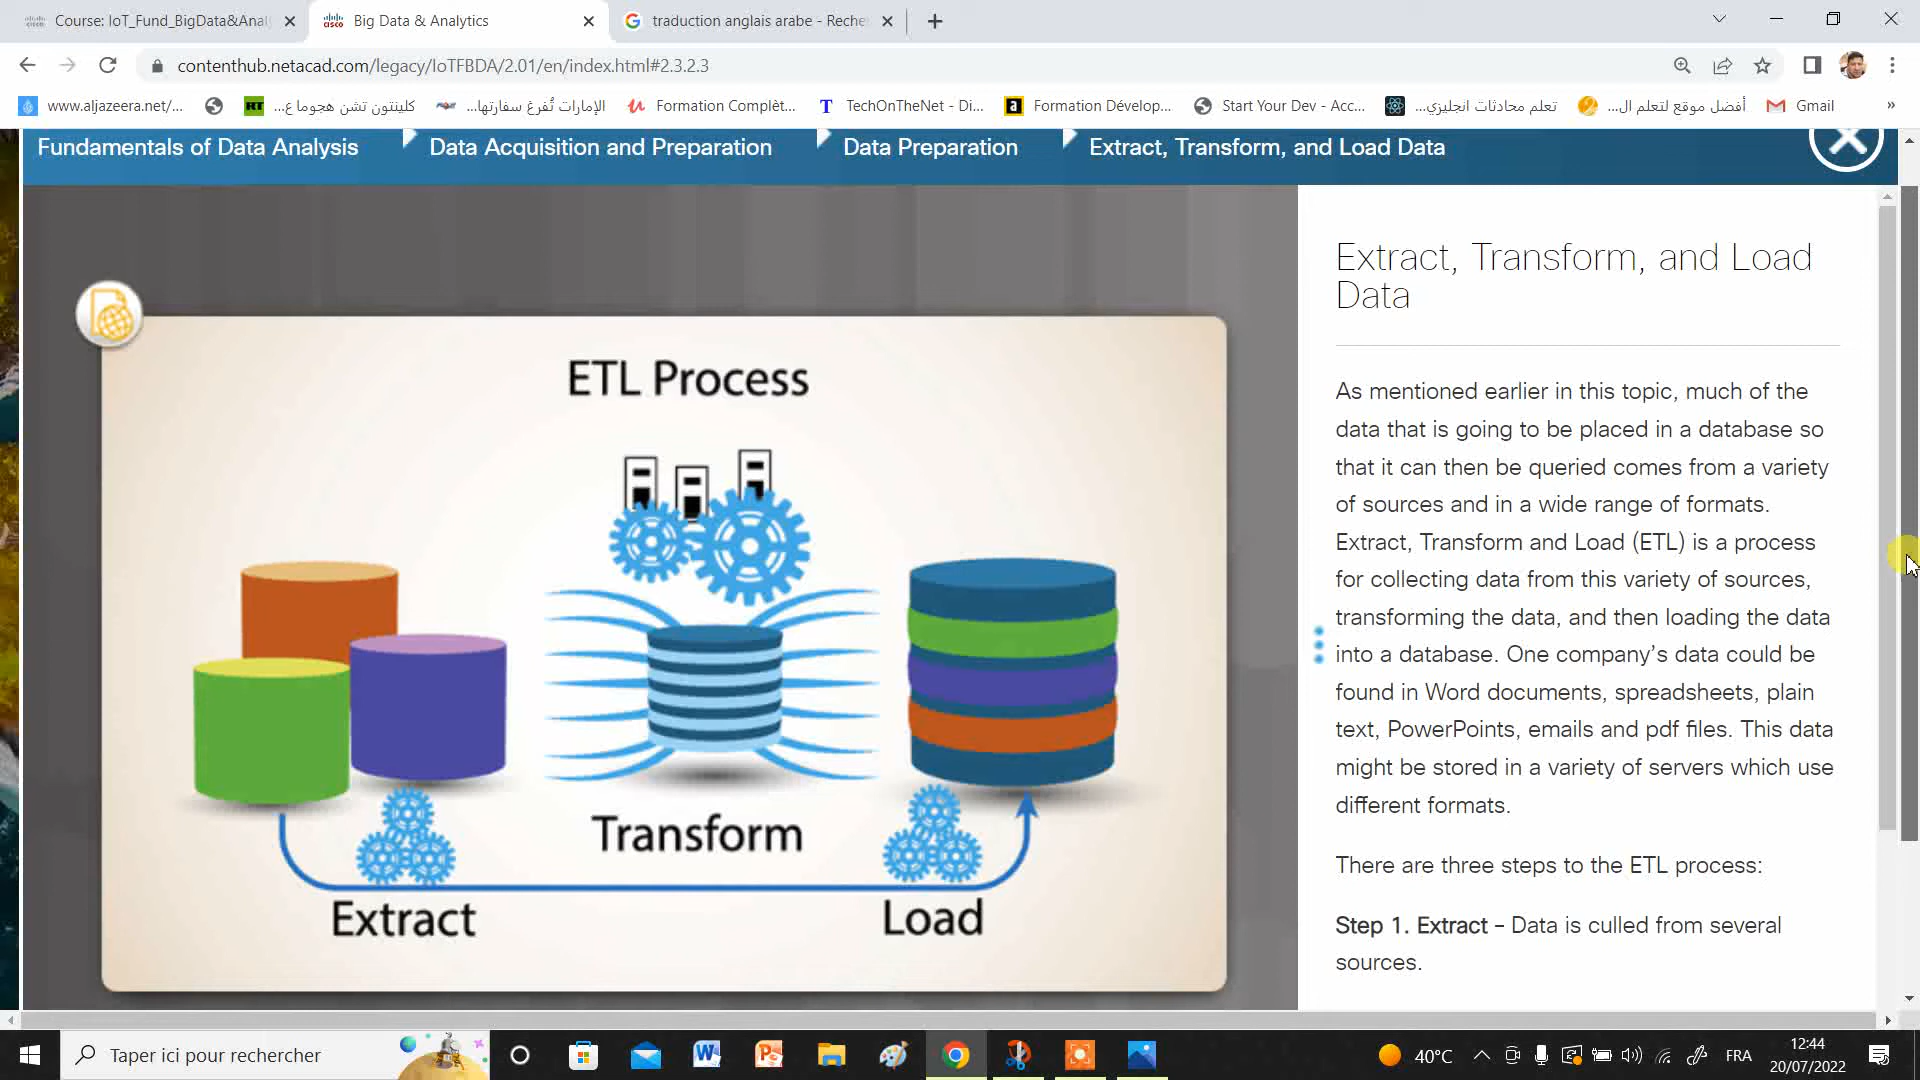 Course: IoT_Fund_BigData&Anal
Big Data & Analytics
traduction anglais arabe - Reche
contenthub.netacad.com/legacy/IoTFBDA/2.01/en/index.html#2.3.2.3
www.aljazeera.net/...
كلينتون تشن هجوما ع...
الإمارات تُفرغ سفارتها...
Formation Complèt...
TechOnTheNet - Di...
Formation Dévelop...
Start Your Dev - Acc...
تعلم محادثات انجليزي...
أفضل موقع لتعلم ال...
Gmail
»
Fundamentals of Data Analysis
Data Acquisition and Preparation
Data Preparation
Extract, Transform, and Load Data
ETL Process
Transform
Extract
Load
Extract, Transform, and Load
Data
As mentioned earlier in this topic, much of the
data that is going to be placed in a database so
that it can then be queried comes from a variety
of sources and in a wide range of formats.
Extract, Transform and Load (ETL) is a process
for collecting data from this variety of sources,
transforming the data, and then loading the data
into a database. One company’s data could be
found in Word documents, spreadsheets, plain
text, PowerPoints, emails and pdf files. This data
might be stored in a variety of servers which use
different formats.
There are three steps to the ETL process:
Step 1. Extract – Data is culled from several
sources.
Taper ici pour rechercher
40°C
FRA
12:44
20/07/2022